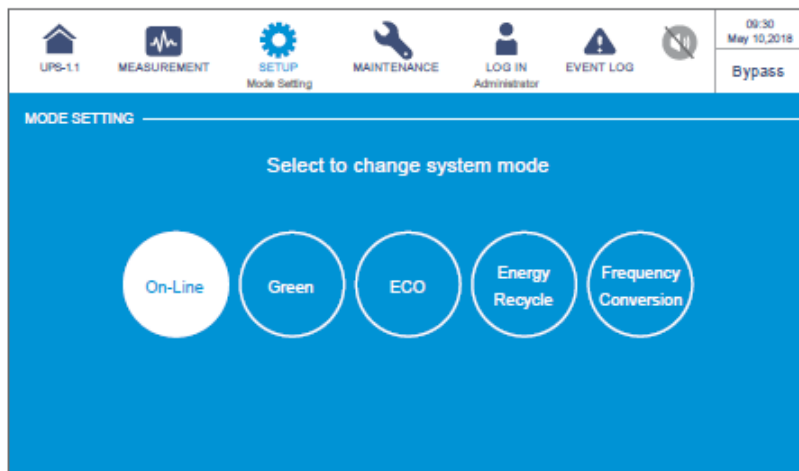 UPS-1.1
MEASUREMENT
SETUP
Mode Setting
MAINTENANCE
LOG IN
Administrator
EVENT LOG
09:30
May 10,2018
Bypass
MODE SETTING
Select to change system mode
On-Line
Green
ECO
Energy
Recycle
Frequency
Conversion